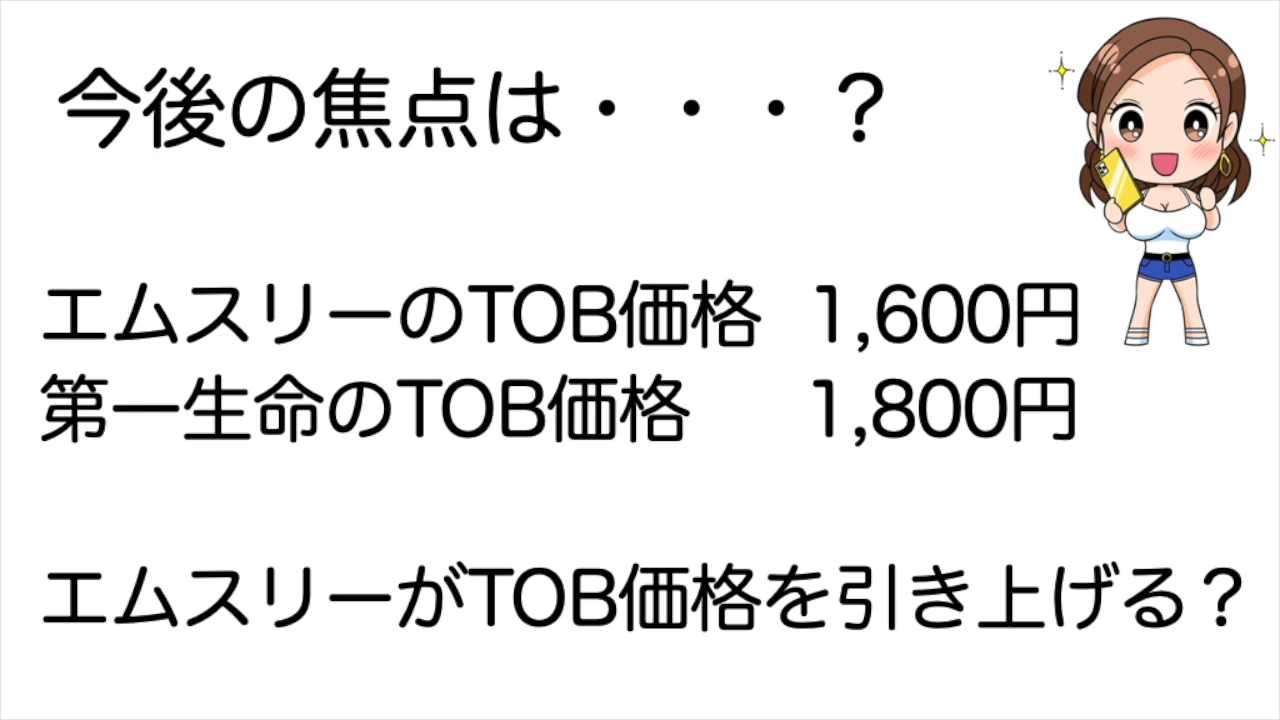 今後の焦点は・・・？
エムスリーのTOB価格 1,600円
第一生命のTOB価格 1,800円
エムスリーがTOB価格を引き上げる？